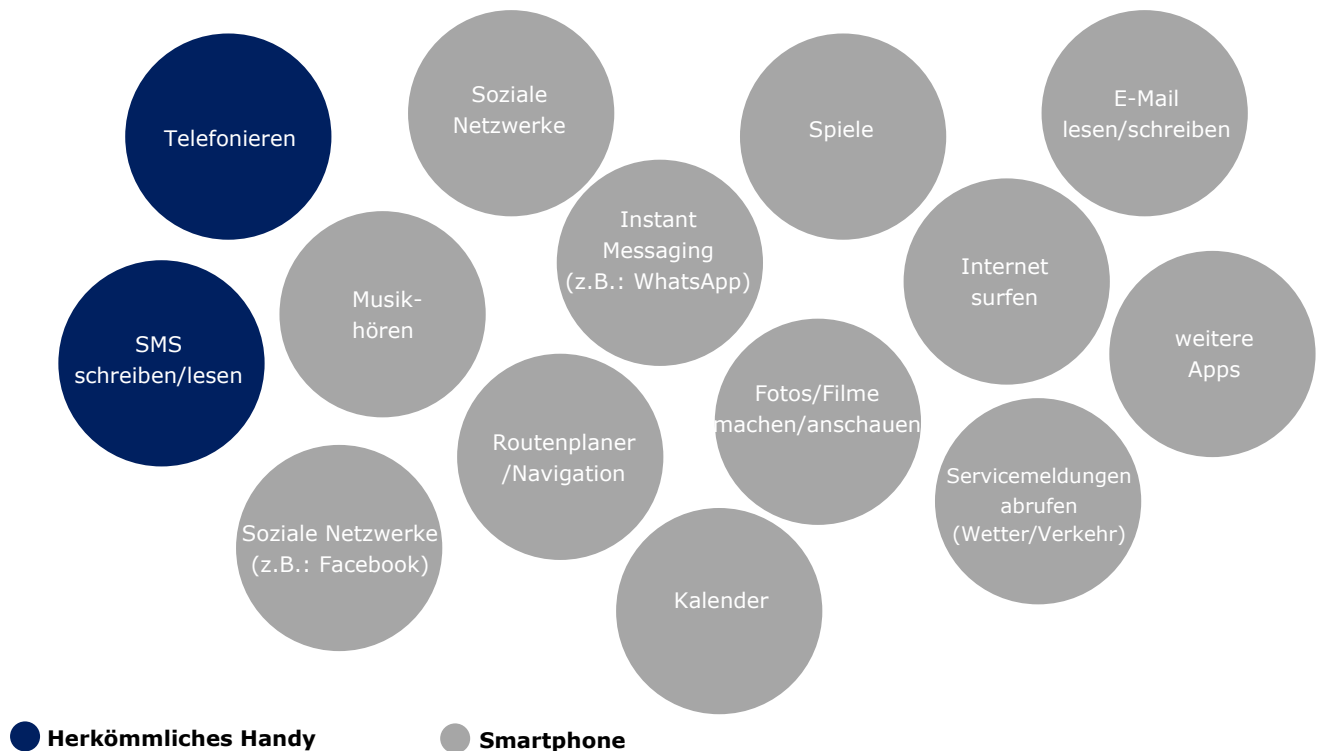 Telefonieren
Soziale
Netzwerke
Spiele
E-Mail
lesen/schreiben
Instant
Messaging
(z.B.: WhatsApp)
Internet
surfen
Musik-
hören
SMS
schreiben/lesen
weitere
Apps
Fotos/Filme
machen/anschauen
Routenplaner
/Navigation
Servicemeldungen
abrufen
(Wetter/Verkehr)
Soziale Netzwerke
(z.B.: Facebook)
Kalender
Herkömmliches Handy
Smartphone